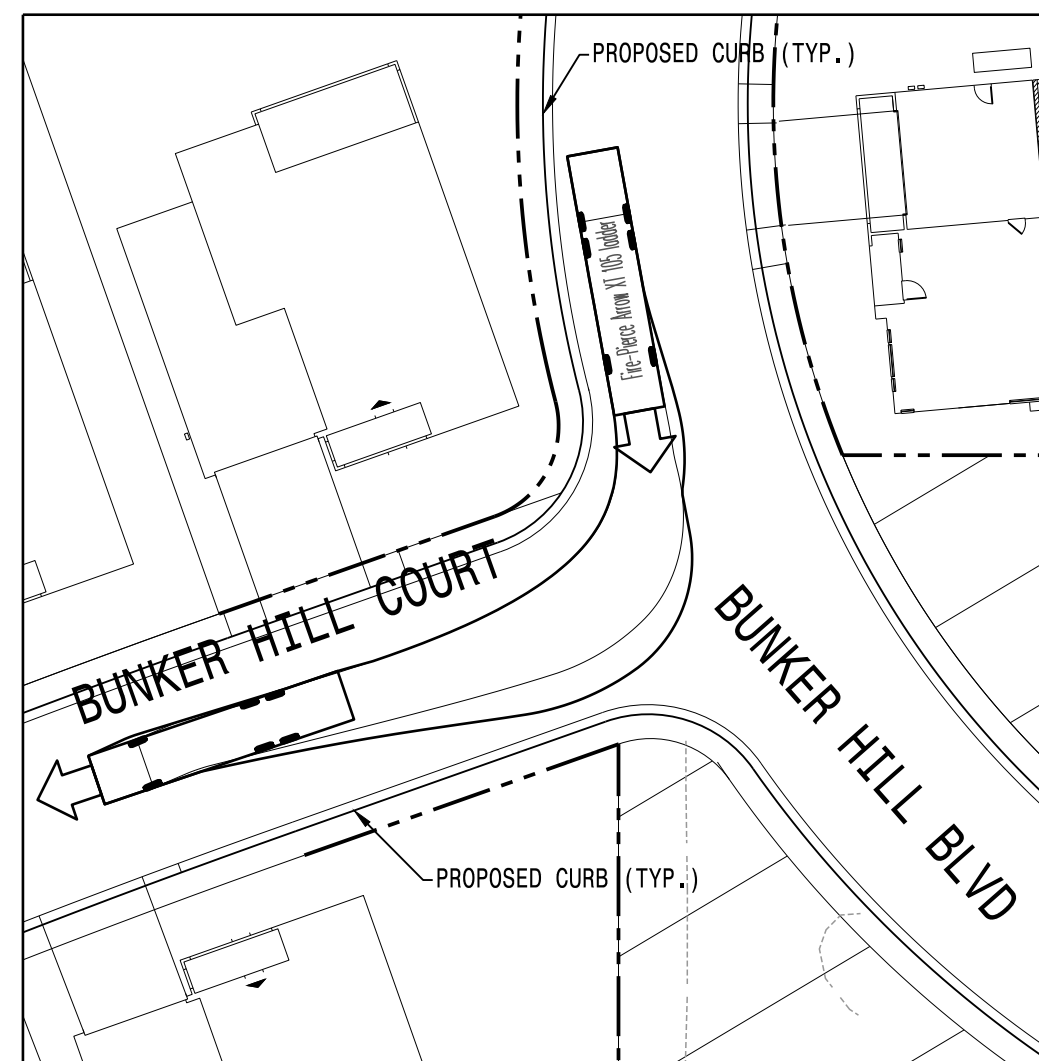 PROPOSED CURB (TYP.)
Fire-Pierce Arrow XT 105 ladder
BUNKER HILL COURT
BUNKER HILL BLVD
PROPOSED CURB (TYP.)